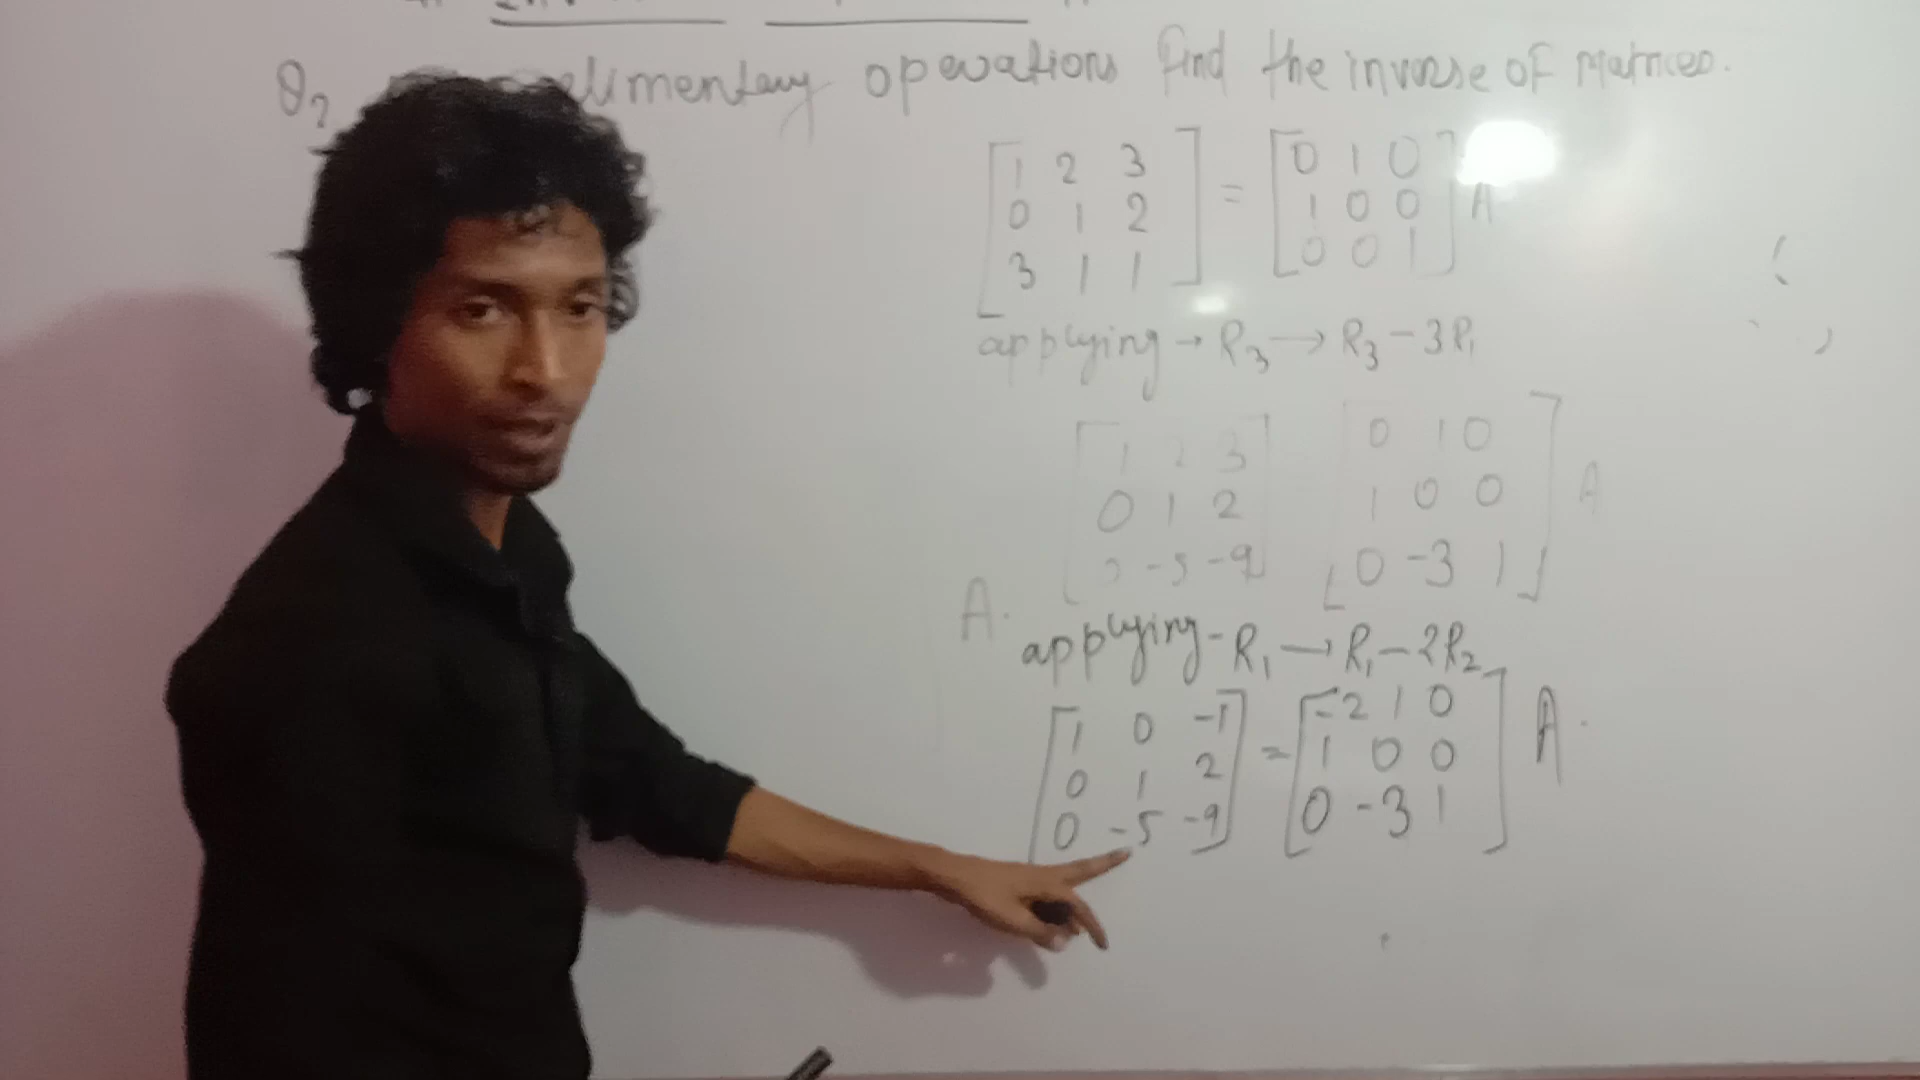 Q2 elimentary operations find the inverse of Matrices.
1 2 3 0 1 0
0 1 2 = 1 0 0 A
3 1 1 0 0 1
applying → R3 → R3 - 3R1
1 2 3 0 1 0
0 1 2 1 0 0 A
-5 -9 0 -3 1
A.
applying - R1 → R1 - 2R2
1 0 -1 -2 1 0
0 1 2 = 1 0 0 A.
0 -5 -9 0 -3 1